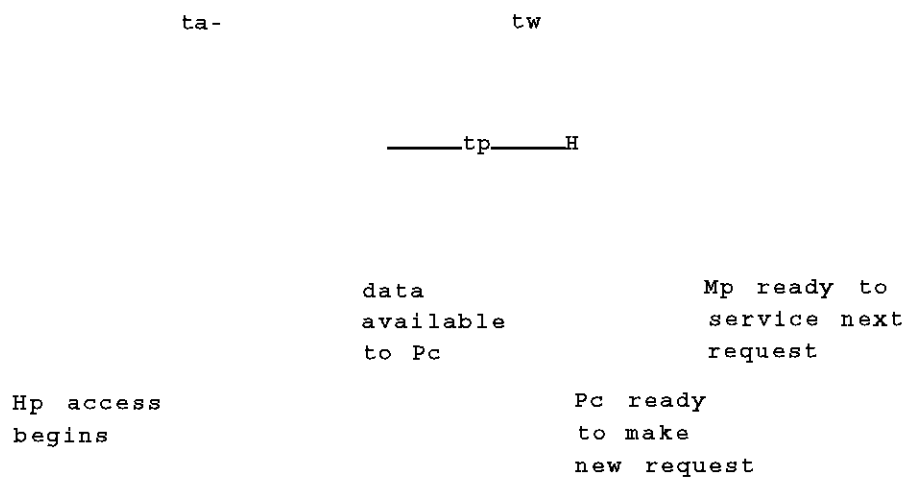 ta- tw
tp H
data
available
to Pc
Mp ready to
service next
request
Hp access
begins
Pc ready
to make
new request